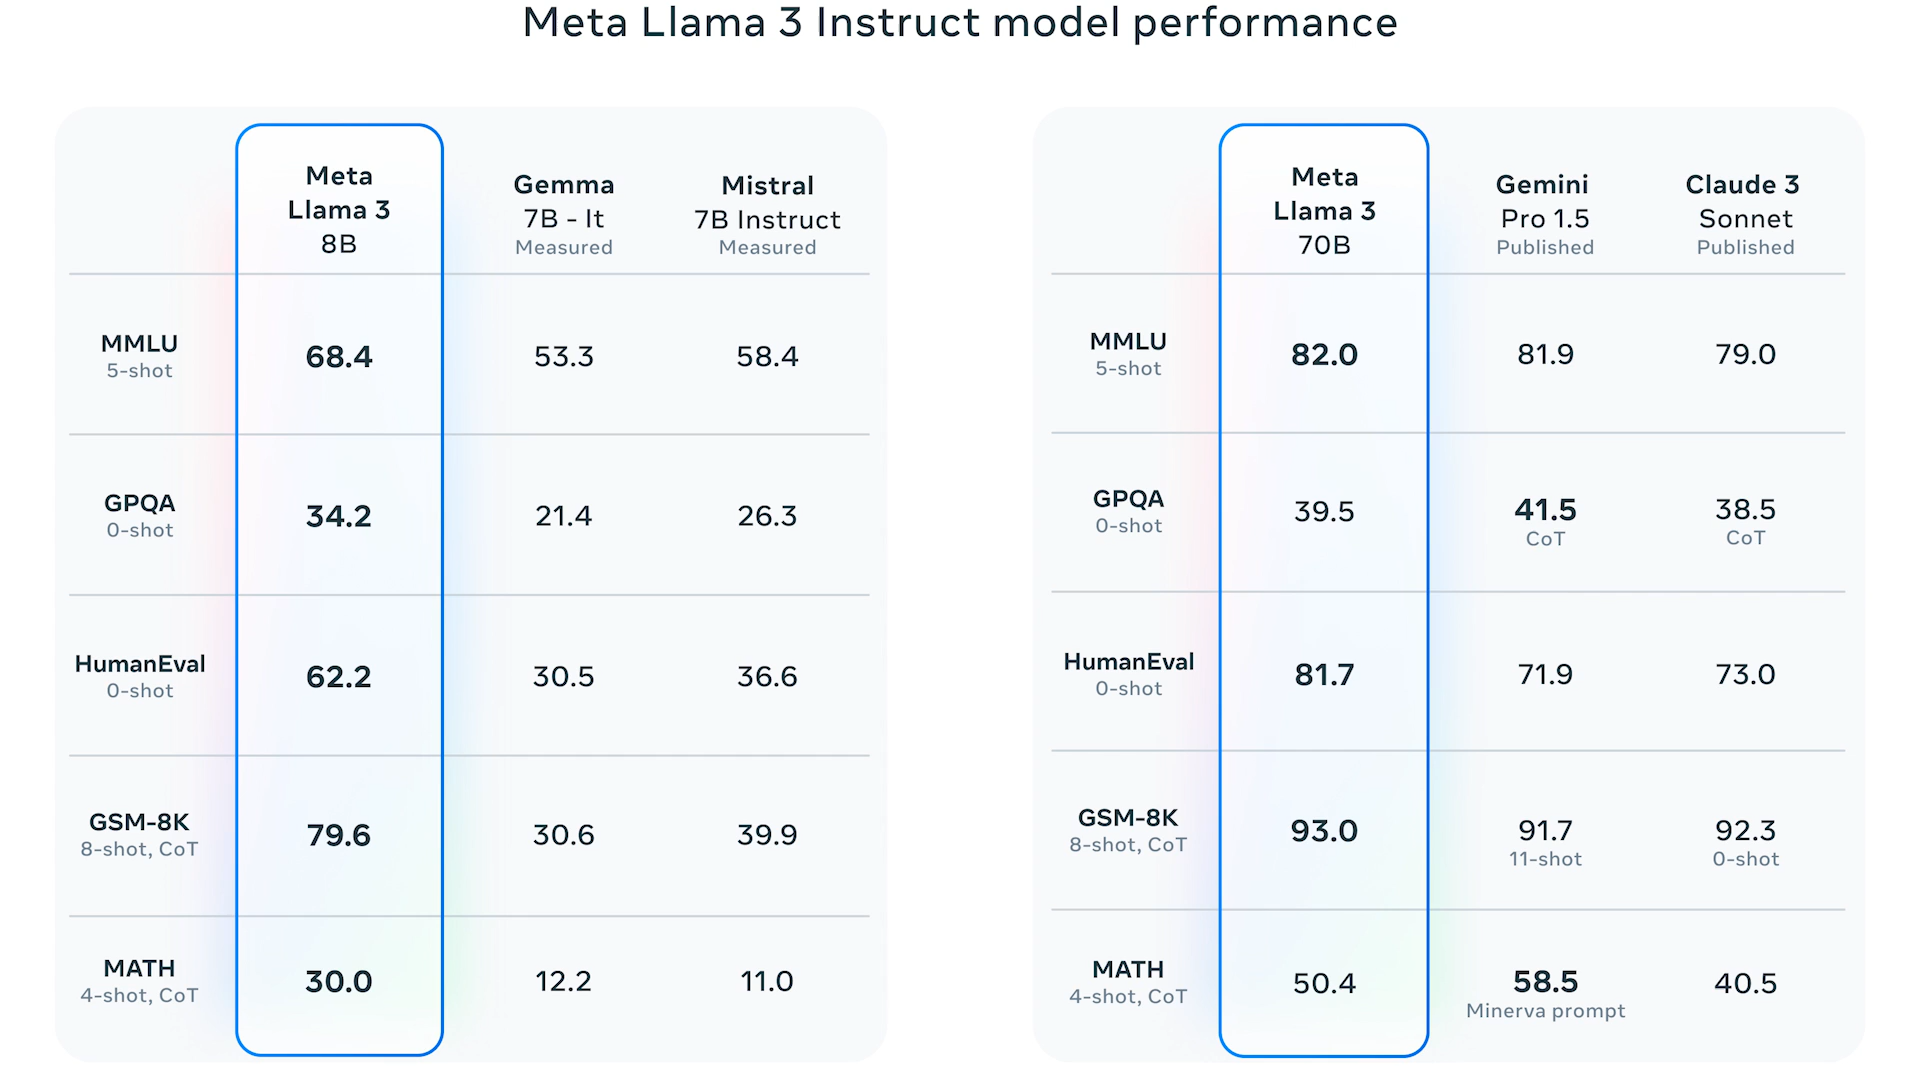 Meta Llama 3 Instruct model performance
Meta
Llama 3
8B
Gemma
7B - It
Measured
Mistral
7B Instruct
Measured
MMLU
5-shot
68.4
53.3
58.4
GPQA
0-shot
34.2
21.4
26.3
HumanEval
0-shot
62.2
30.5
36.6
GSM-8K
8-shot, CoT
79.6
30.6
39.9
MATH
4-shot, CoT
30.0
12.2
11.0
Meta
Llama 3
70B
Gemini
Pro 1.5
Published
Claude 3
Sonnet
Published
MMLU
5-shot
82.0
81.9
79.0
GPQA
0-shot
39.5
41.5
CoT
38.5
CoT
HumanEval
0-shot
81.7
71.9
73.0
GSM-8K
8-shot, CoT
93.0
91.7
11-shot
92.3
0-shot
MATH
4-shot, CoT
50.4
58.5
Minerva prompt
40.5